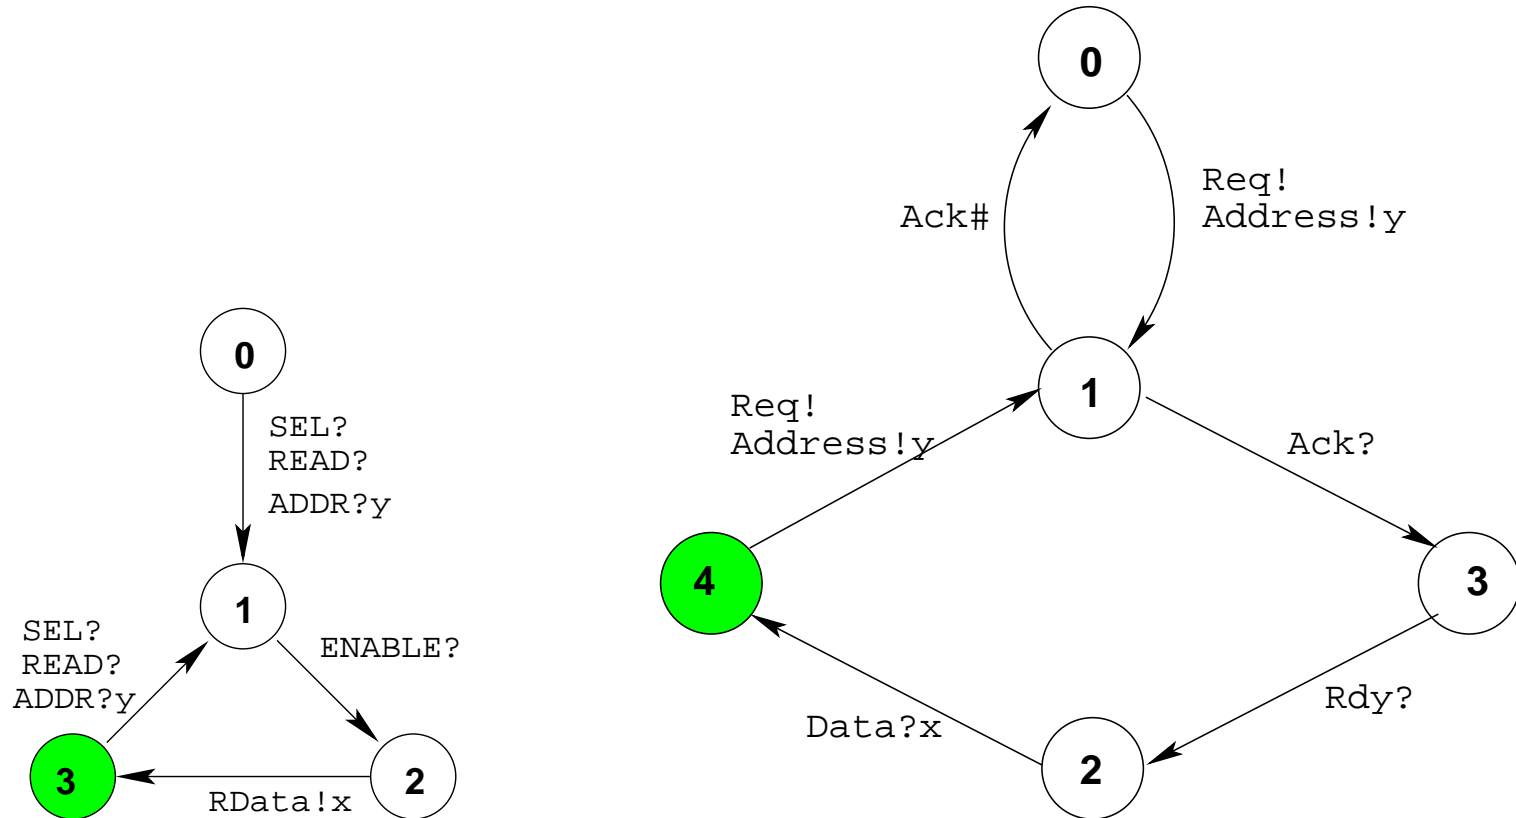 0
SEL?
READ?
ADDR?y
1
SEL?
READ?
ADDR?y
ENABLE?
3
2
RData!x
0
Ack#
Req!
Address!y
1
Req!
Address!y
Ack?
4
3
Data?x
Rdy?
2